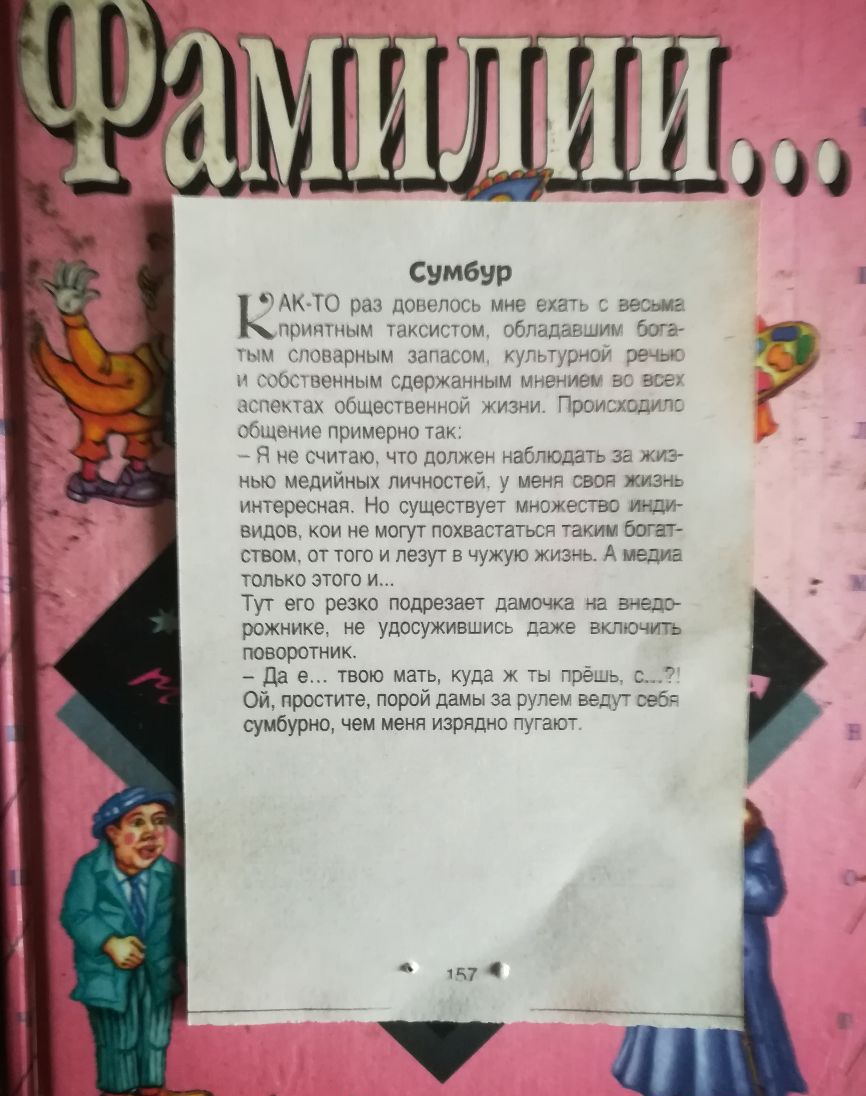 Фамилии...
Сумбур
КАК-ТО раз довелось мне ехать с весьма
приятным таксистом, обладавшим бога-
тым словарным запасом, культурной речью
и собственным сдержанным мнением во всех
аспектах общественной жизни. Происходило
общение примерно так:
– Я не считаю, что должен наблюдать за жиз-
нью медийных личностей, у меня своя жизнь
интересная. Но существует множество инди-
видов, кои не могут похвастаться таким богат-
ством, от того и лезут в чужую жизнь. А медиа
только этого и...
Тут его резко подрезает дамочка на внедо-
рожнике, не удосужившись даже включить
поворотник.
– Да е... твою мать, куда ж ты прёшь, с...?!
Ой, простите, порой дамы за рулем ведут себя
сумбурно, чем меня изрядно пугают.
157